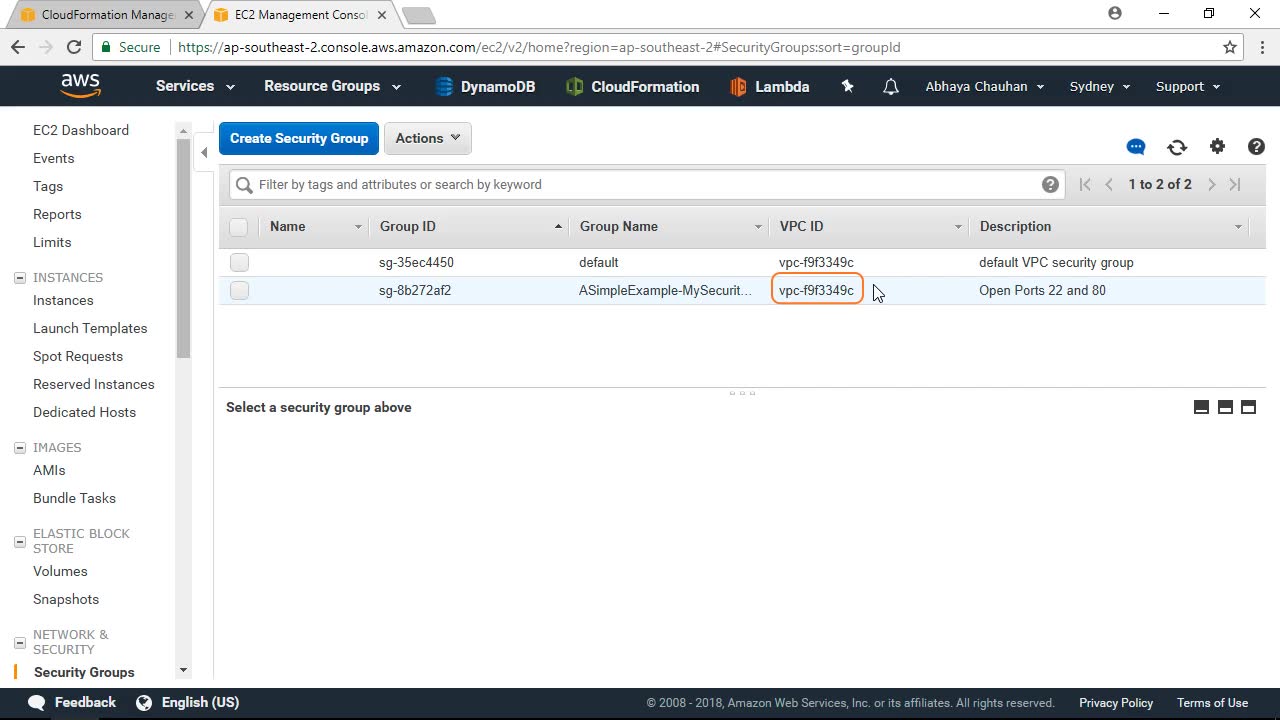 CloudFormation Manage
EC2 Management Conso
Secure
https://ap-southeast-2.console.aws.amazon.com/ec2/v2/home?region=ap-southeast-2#SecurityGroups:sort=groupId
aws
Services
Resource Groups
DynamoDB
CloudFormation
Lambda
Abhaya Chauhan
Sydney
Support
EC2 Dashboard
Events
Tags
Reports
Limits
INSTANCES
Instances
Launch Templates
Spot Requests
Reserved Instances
Dedicated Hosts
IMAGES
AMIs
Bundle Tasks
ELASTIC BLOCK
STORE
Volumes
Snapshots
NETWORK &
SECURITY
Security Groups
Create Security Group
Actions
Filter by tags and attributes or search by keyword
1 to 2 of 2
Name Group ID Group Name VPC ID Description
sg-35ec4450 default vpc-f9f3349c default VPC security group
sg-8b272af2 ASimpleExample-MySecurit... vpc-f9f3349c Open Ports 22 and 80
Select a security group above
Feedback
English (US)
© 2008 - 2018, Amazon Web Services, Inc. or its affiliates. All rights reserved.
Privacy Policy
Terms of Use